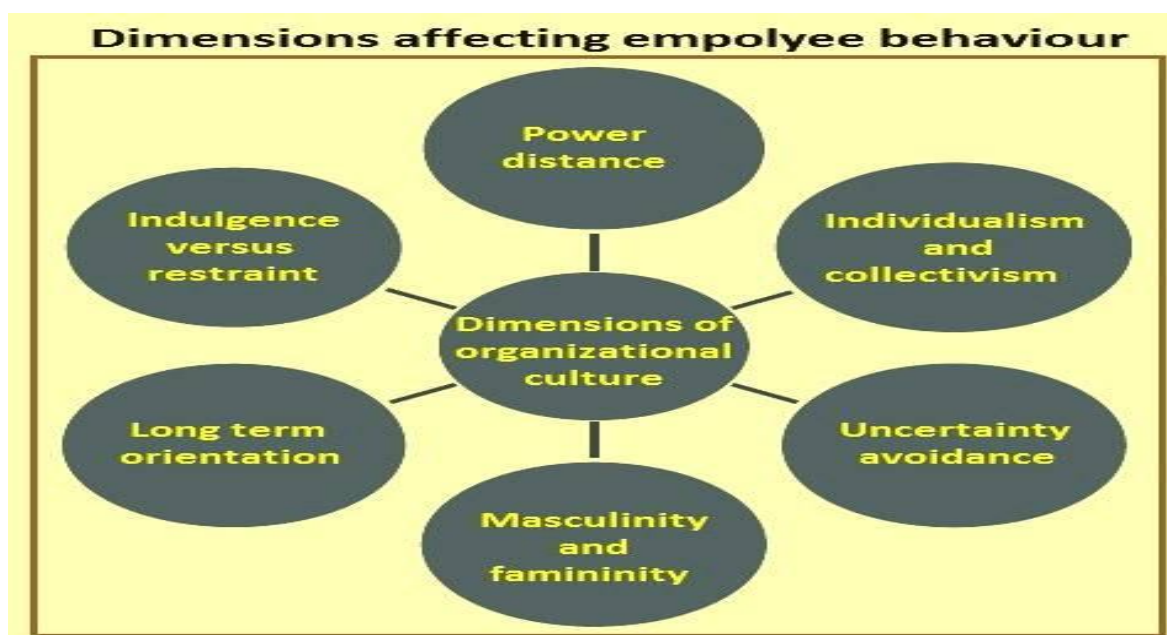 Dimensions affecting empolyee behaviour
Power
distance
Individualism
and
collectivism
Uncertainty
avoidance
Masculinity
and
famininity
Long term
orientation
Indulgence
versus
restraint
Dimensions of
organizational
culture